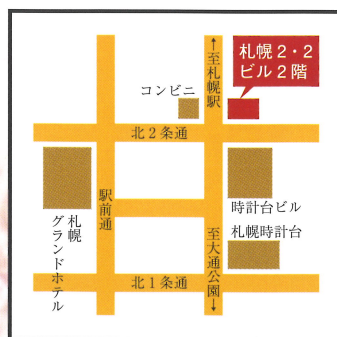 札幌2・2
ビル2階
↑至札幌駅
コンビニ
北2条通
駅前通
札幌
グランドホテル
時計台ビル
札幌時計台
至大通公園↓
北1条通